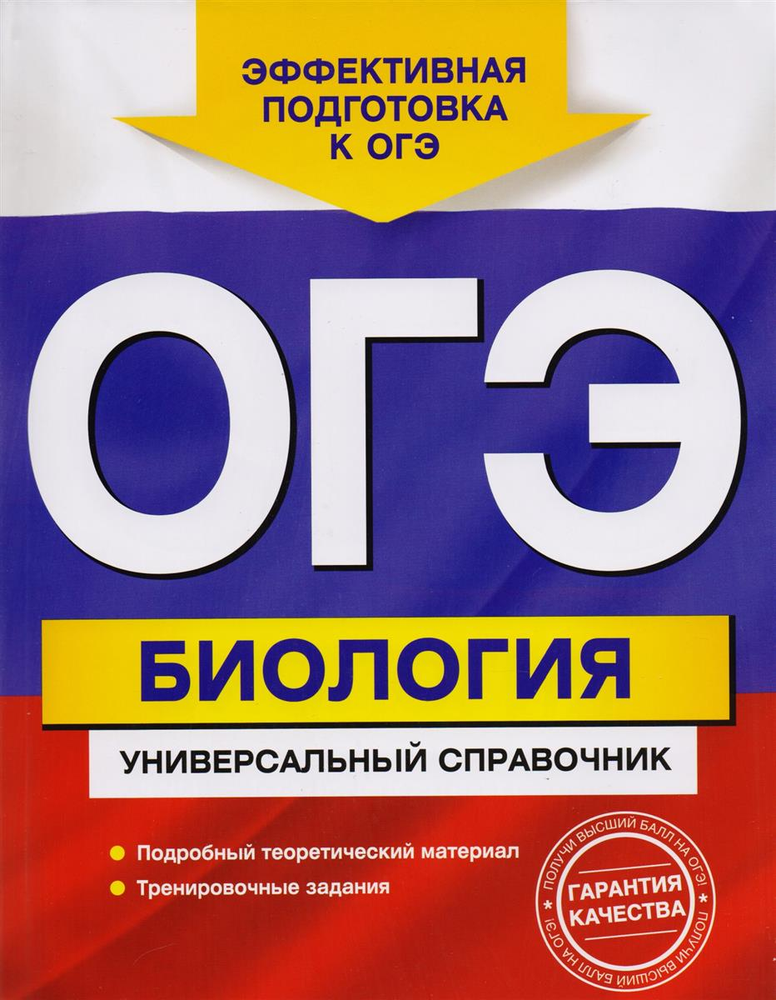 ЭФФЕКТИВНАЯ
ПОДГОТОВКА
К ОГЭ
ОГЭ
БИОЛОГИЯ
УНИВЕРСАЛЬНЫЙ СПРАВОЧНИК
Подробный теоретический материал
Тренировочные задания
ПОЛУЧИ ВЫСШИЙ БАЛЛ НА ОГЭ!
ГАРАНТИЯ
КАЧЕСТВА
ПОЛУЧИ ВЫСШИЙ БАЛЛ НА ОГЭ!